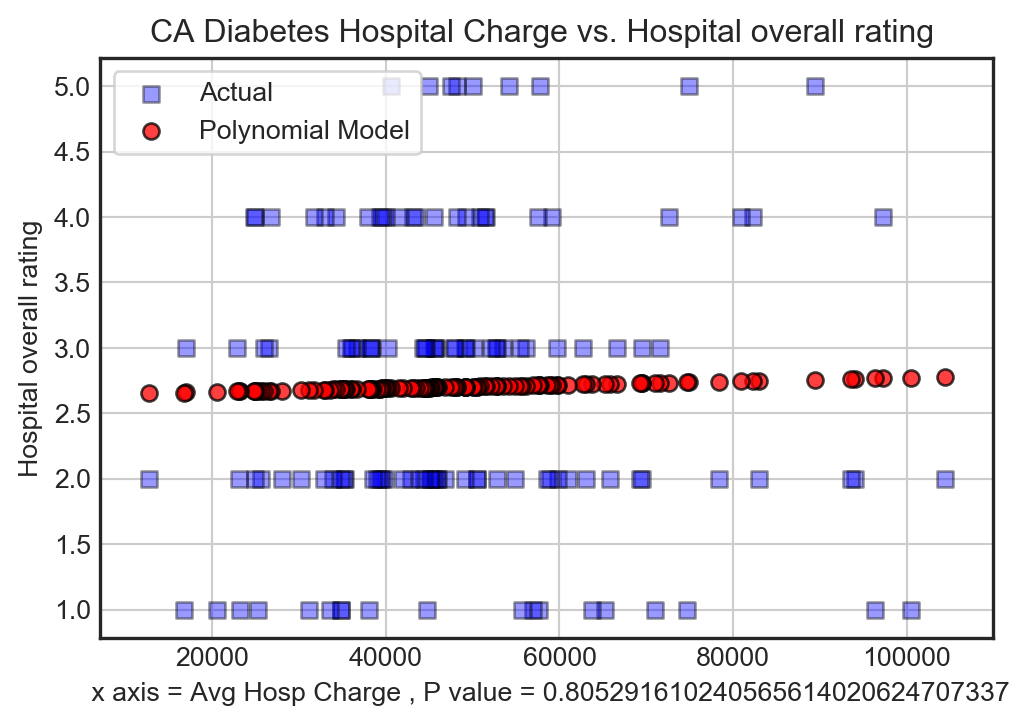 CA Diabetes Hospital Charge vs. Hospital overall rating
Actual
Polynomial Model
Hospital overall rating
5.0
4.5
4.0
3.5
3.0
2.5
2.0
1.5
1.0
20000 40000 60000 80000 100000
x axis = Avg Hosp Charge , P value = 0.8052916102405656140206247073​37